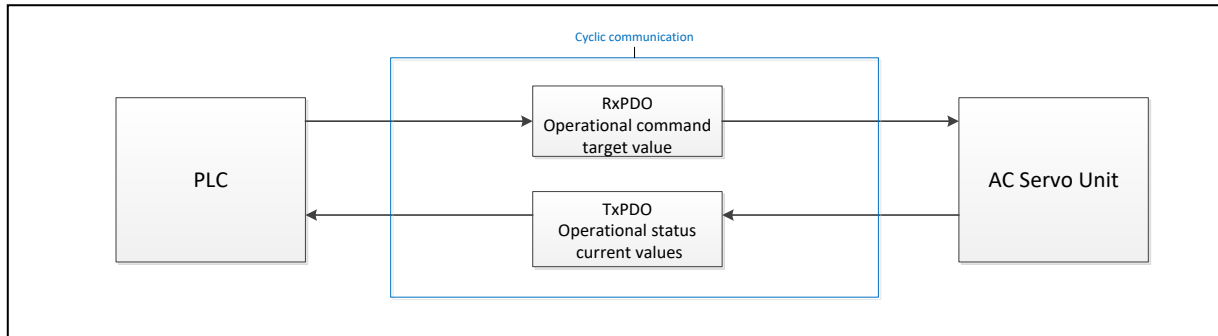 Cyclic communication
PLC
RxPDO
Operational command
target value
TxPDO
Operational status
current values
AC Servo Unit